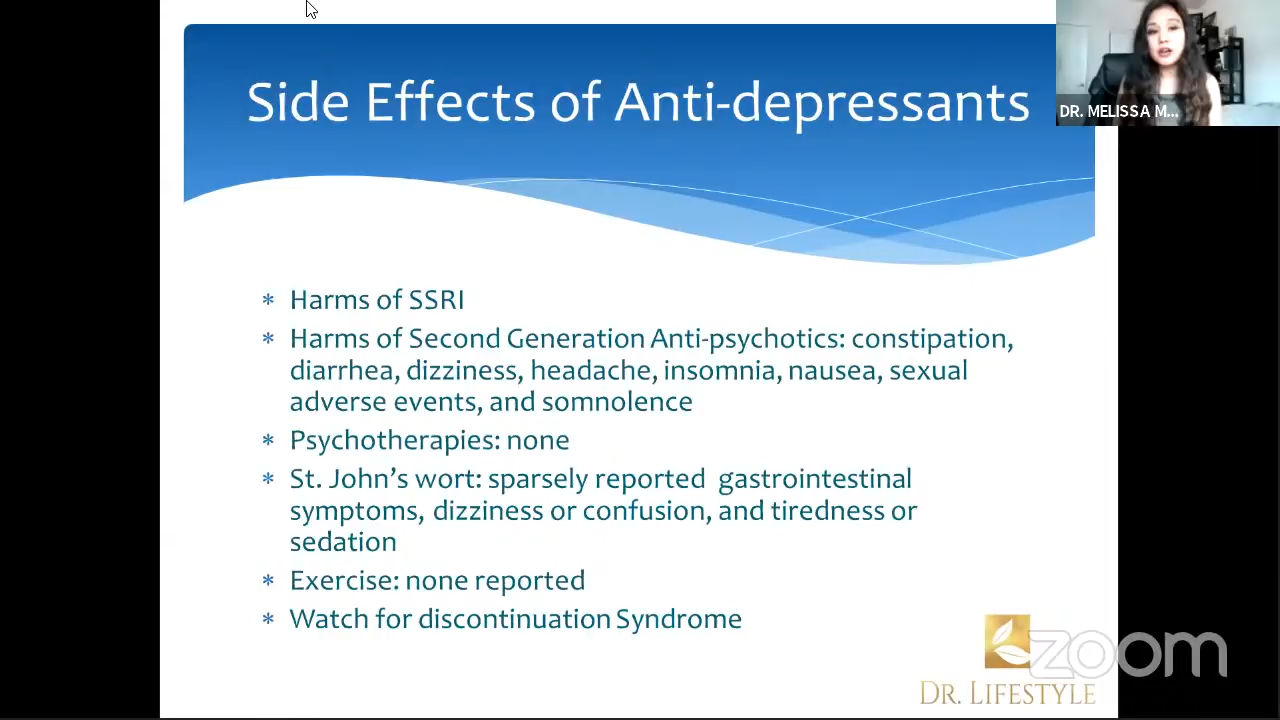 Side Effects of Anti-depressants
DR. MELISSA M...
* Harms of SSRI
* Harms of Second Generation Anti-psychotics: constipation,
diarrhea, dizziness, headache, insomnia, nausea, sexual
adverse events, and somnolence
* Psychotherapies: none
* St. John’s wort: sparsely reported gastrointestinal
symptoms, dizziness or confusion, and tiredness or
sedation
* Exercise: none reported
* Watch for discontinuation Syndrome
zoom
DR. LIFESTYLE